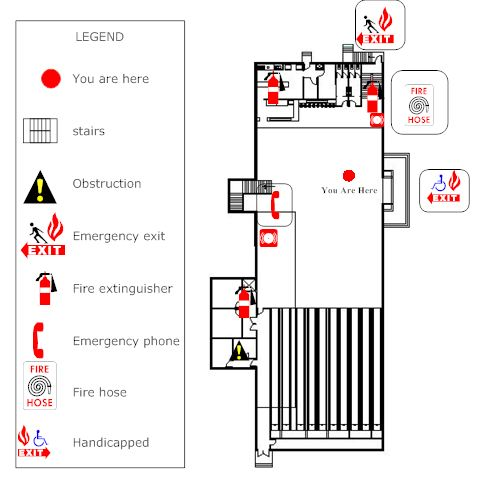 LEGEND
You are here
stairs
Obstruction
EXIT
Emergency exit
Fire extinguisher
Emergency phone
FIRE
HOSE
Fire hose
EXIT
Handicapped
EXIT
FIRE
HOSE
EXIT
You Are Here